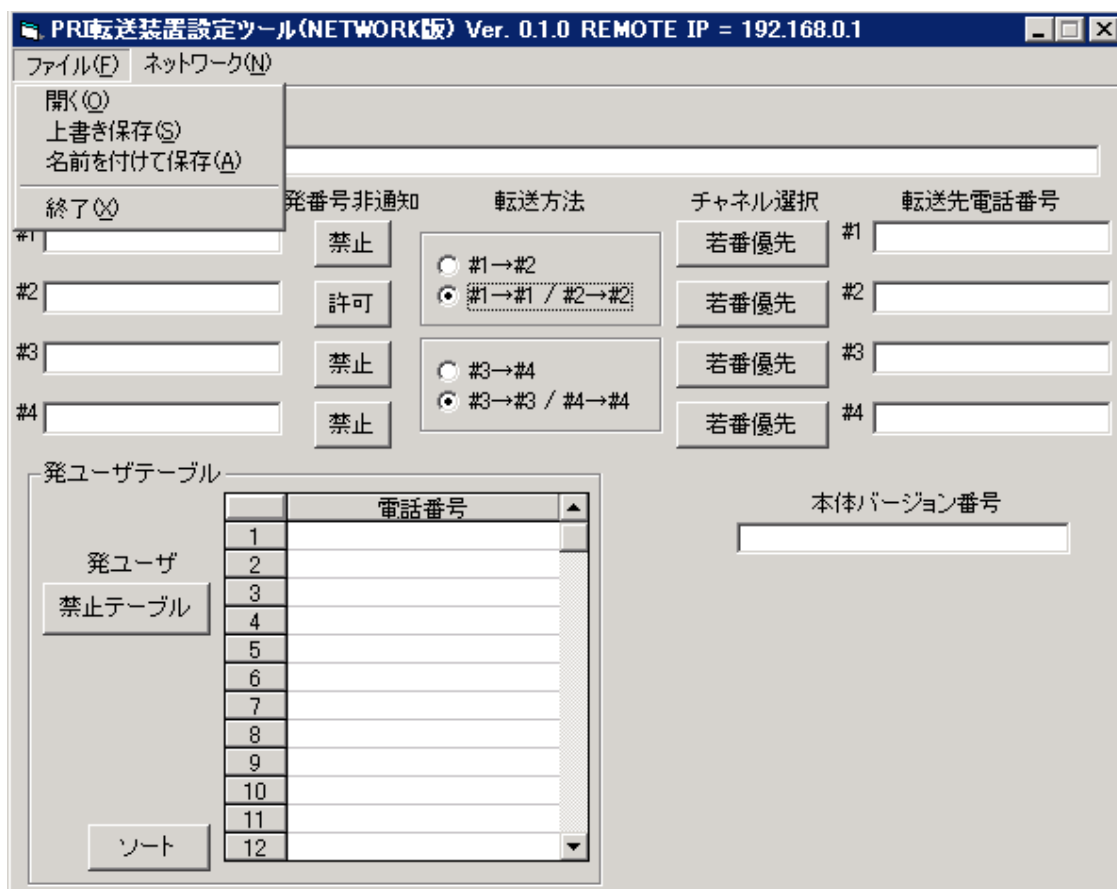 PRI転送装置設定ツール(NETWORK版) Ver. 0.1.0 REMOTE IP = 192.168.0.1
ファイル(F) ネットワーク(N)
開く(O)
上書き保存(S)
名前を付けて保存(A)
終了(X)
発番号非通知 転送方法 チャネル選択 転送先電話番号
#1 禁止 #1→#2 若番優先 #1
#2 許可 #1→#1 / #2→#2 若番優先 #2
#3 禁止 #3→#4 若番優先 #3
#4 禁止 #3→#3 / #4→#4 若番優先 #4
発ユーザテーブル
電話番号
本体バージョン番号
発ユーザ
禁止テーブル
1
2
3
4
5
6
7
8
9
10
11
12
ソート